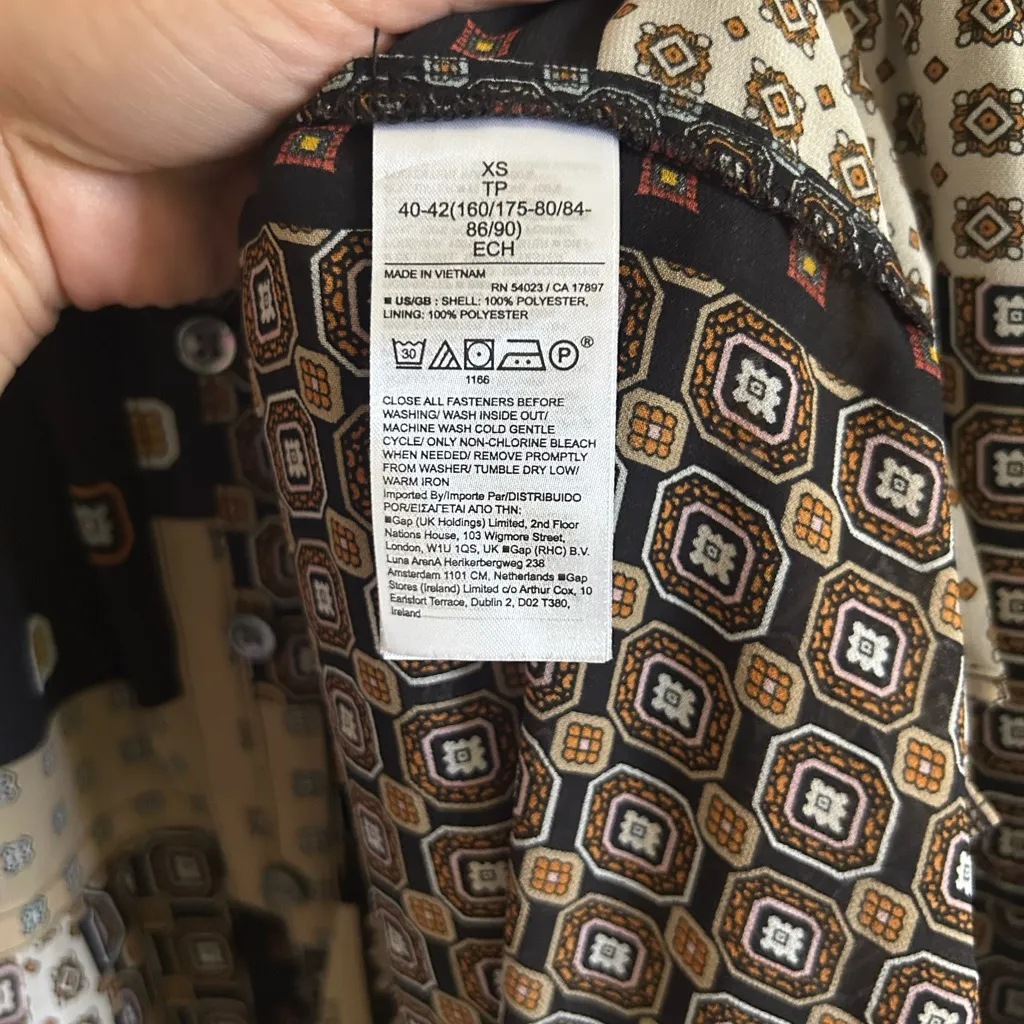 XS
TP
40-42(160/175-80/84-
86/90)
ECH
MADE IN VIETNAM
RN 54023 / CA 17897
■ US/GB : SHELL: 100% POLYESTER,
LINING: 100% POLYESTER
30 P ®
1166
CLOSE ALL FASTENERS BEFORE
WASHING/ WASH INSIDE OUT/
MACHINE WASH COLD GENTLE
CYCLE/ ONLY NON-CHLORINE BLEACH
WHEN NEEDED/ REMOVE PROMPTLY
FROM WASHER/ TUMBLE DRY LOW/
WARM IRON
Imported By/Importe Par/DISTRIBUIDO
POR/ΕΙΣΑΓΕΤΑΙ ΑΠΟ ΤΗΝ:
■Gap (UK Holdings) Limited, 2nd Floor
Nations House, 103 Wigmore Street,
London, W1U 1QS, UK ■Gap (RHC) B.V.
Luna ArenA Herikerbergweg 238
Amsterdam 1101 CM, Netherlands ■Gap
Stores (Ireland) Limited c/o Arthur Cox, 10
Earlsfort Terrace, Dublin 2, D02 T380,
Ireland